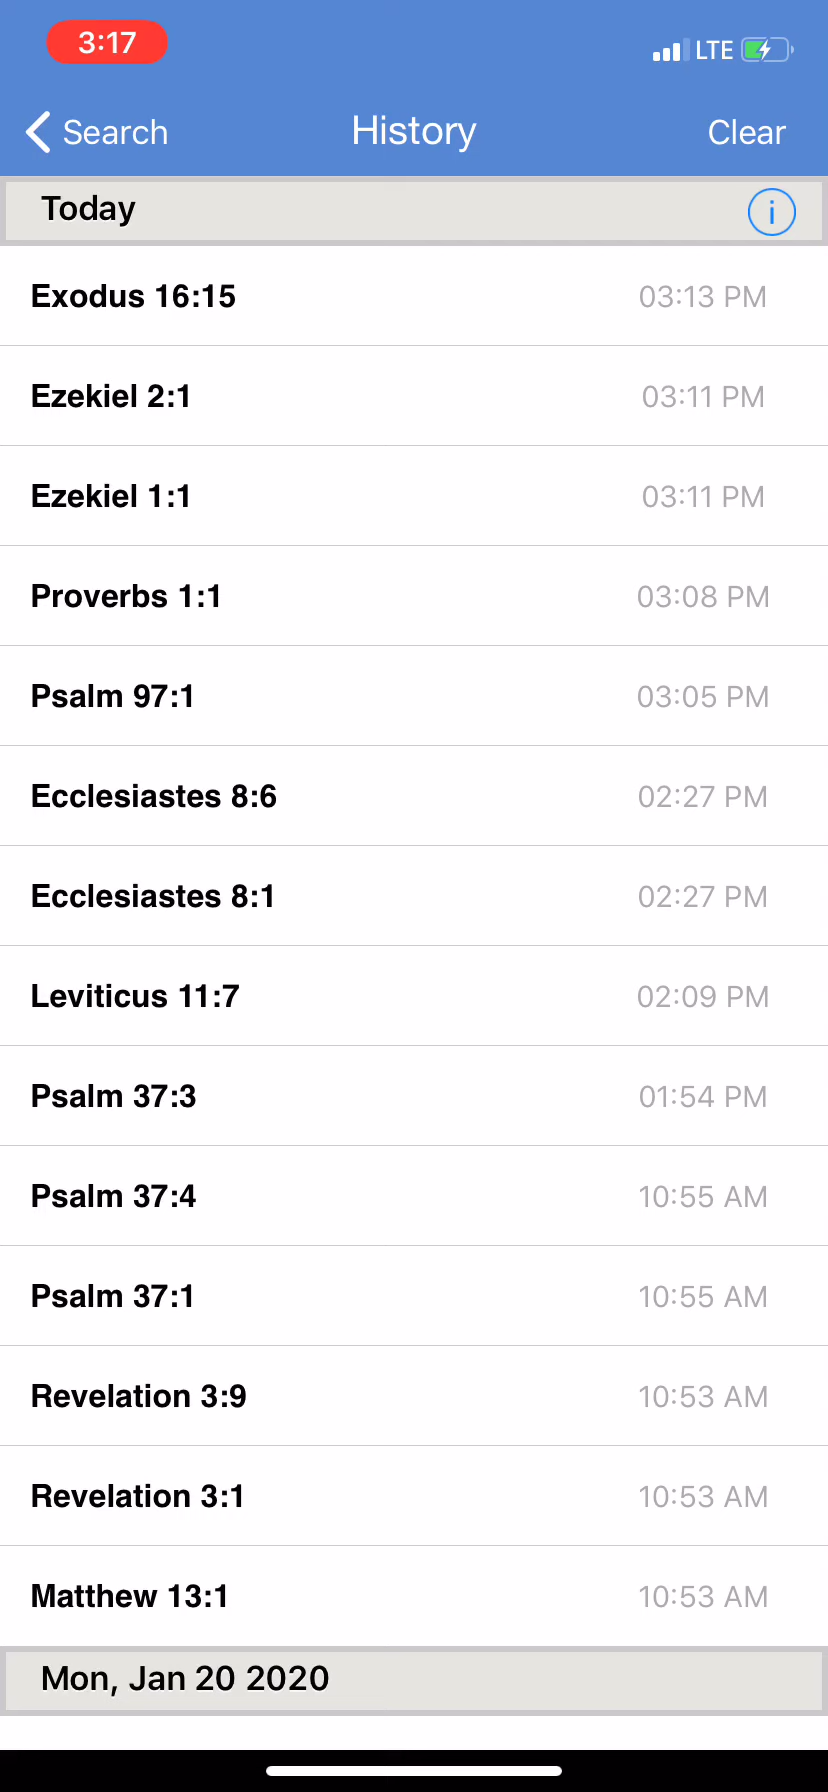 3:17 LTE
Search History Clear
Today i
Exodus 16:15 03:13 PM
Ezekiel 2:1 03:11 PM
Ezekiel 1:1 03:11 PM
Proverbs 1:1 03:08 PM
Psalm 97:1 03:05 PM
Ecclesiastes 8:6 02:27 PM
Ecclesiastes 8:1 02:27 PM
Leviticus 11:7 02:09 PM
Psalm 37:3 01:54 PM
Psalm 37:4 10:55 AM
Psalm 37:1 10:55 AM
Revelation 3:9 10:53 AM
Revelation 3:1 10:53 AM
Matthew 13:1 10:53 AM
Mon, Jan 20 2020